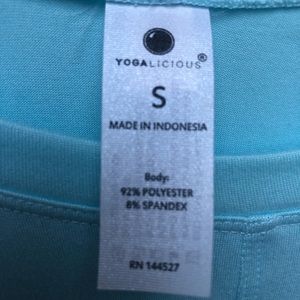 YOGALICIOUS®
S
MADE IN INDONESIA
Body:
92% POLYESTER
8% SPANDEX
RN 144527